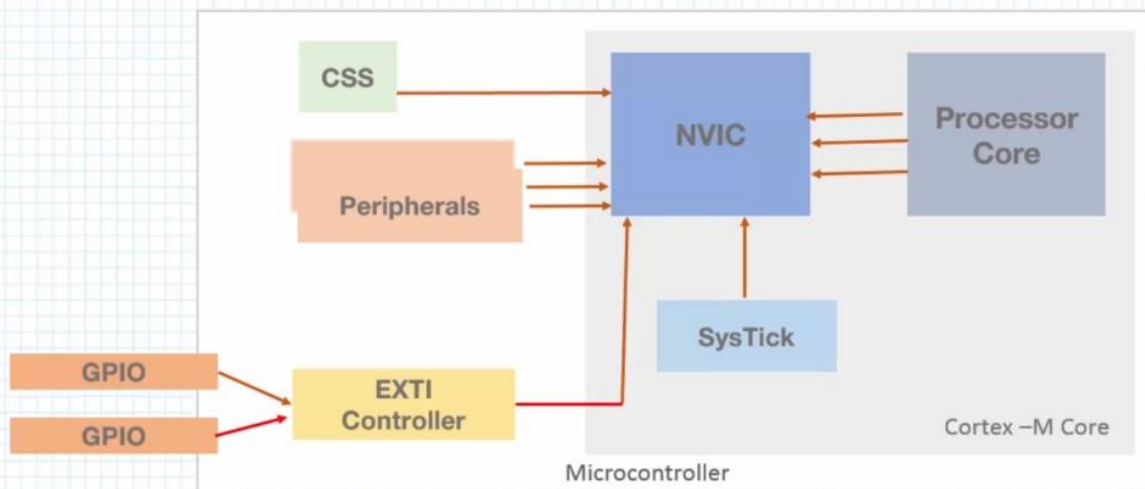 CSS
NVIC
Processor
Core
Peripherals
SysTick
GPIO
EXTI
Controller
GPIO
Cortex –M Core
Microcontroller